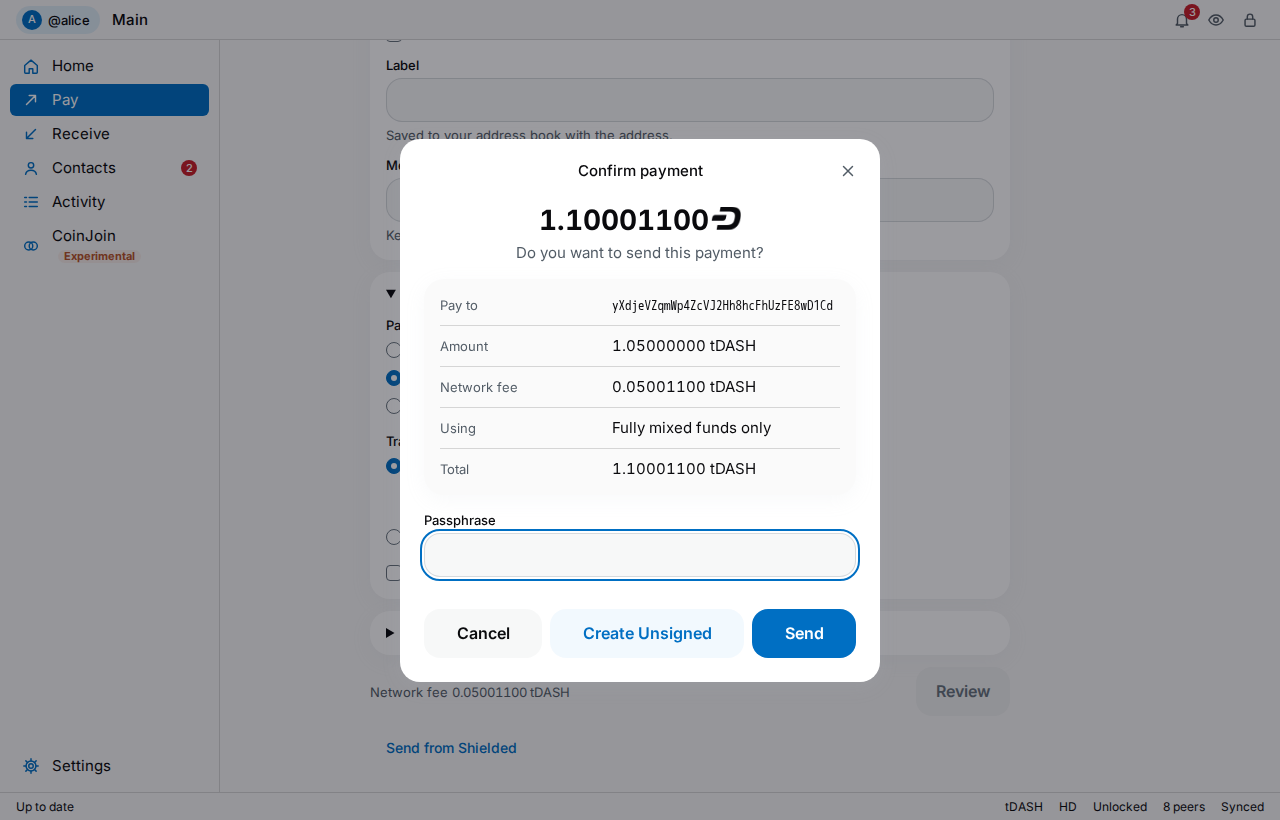 A @alice Main 3
Home
Pay
Receive
Contacts 2
Activity
CoinJoin
Experimental
Settings
Label
Saved to your address book with the address.
Confirm payment
1.10001100
Do you want to send this payment?
Pay to yXdjeVZqmWp4ZcVJ2Hh8hcFhUzFE8wD1Cd
Amount 1.05000000 tDASH
Network fee 0.05001100 tDASH
Using Fully mixed funds only
Total 1.10001100 tDASH
Passphrase
Cancel Create Unsigned Send
Network fee 0.05001100 tDASH Review
Send from Shielded
Up to date tDASH HD Unlocked 8 peers Synced